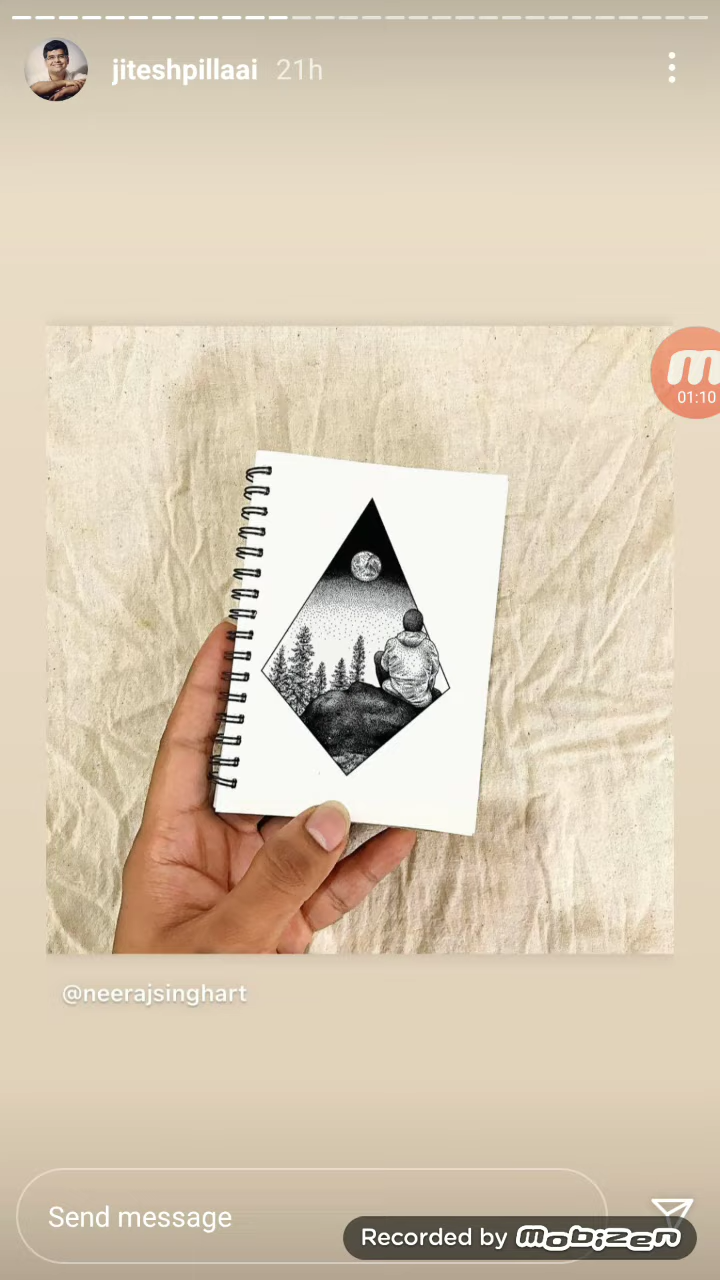 jiteshpillaai 21h
m
01:10
@neerajsinghart
Send message
Recorded by mobizen